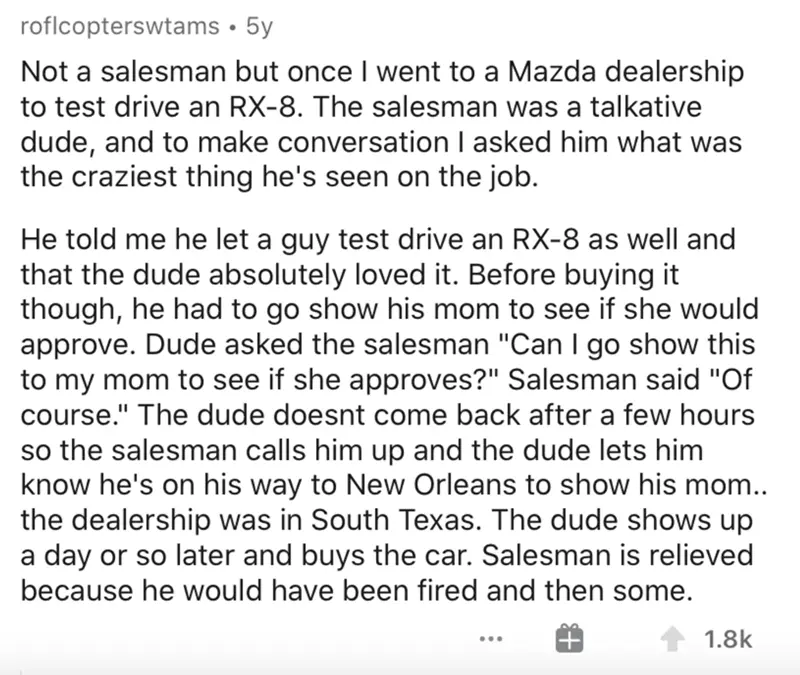 roflcopterswtams • 5y
Not a salesman but once I went to a Mazda dealership
to test drive an RX-8. The salesman was a talkative
dude, and to make conversation I asked him what was
the craziest thing he's seen on the job.
He told me he let a guy test drive an RX-8 as well and
that the dude absolutely loved it. Before buying it
though, he had to go show his mom to see if she would
approve. Dude asked the salesman "Can I go show this
to my mom to see if she approves?" Salesman said "Of
course." The dude doesnt come back after a few hours
so the salesman calls him up and the dude lets him
know he's on his way to New Orleans to show his mom..
the dealership was in South Texas. The dude shows up
a day or so later and buys the car. Salesman is relieved
because he would have been fired and then some.
... 1.8k